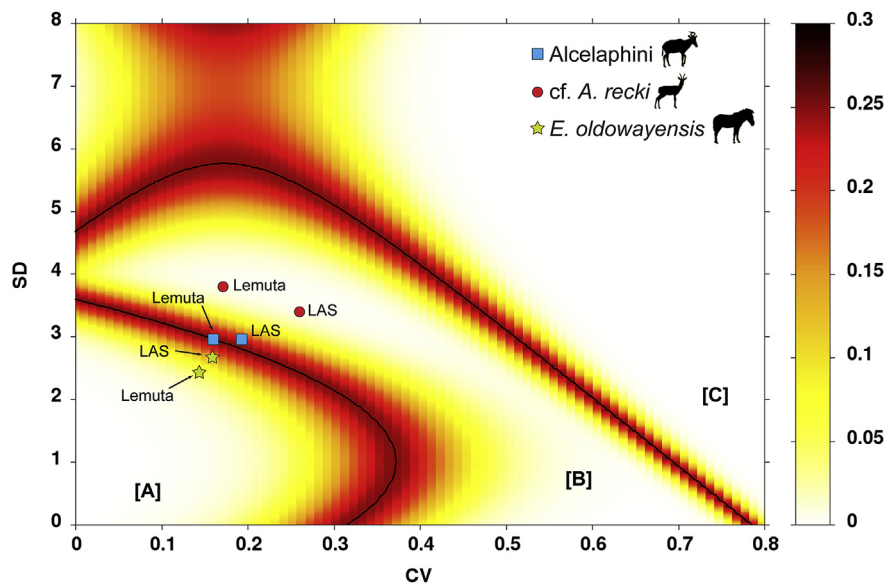 8
7
6
5
4
3
2
1
0
SD
Alcelaphini
cf. A. recki
E. oldowayensis
Lemuta
Lemuta
LAS
LAS
LAS
Lemuta
[A]
[B]
[C]
0 0.1 0.2 0.3 0.4 0.5 0.6 0.7 0.8
CV
0.3
0.25
0.2
0.15
0.1
0.05
0